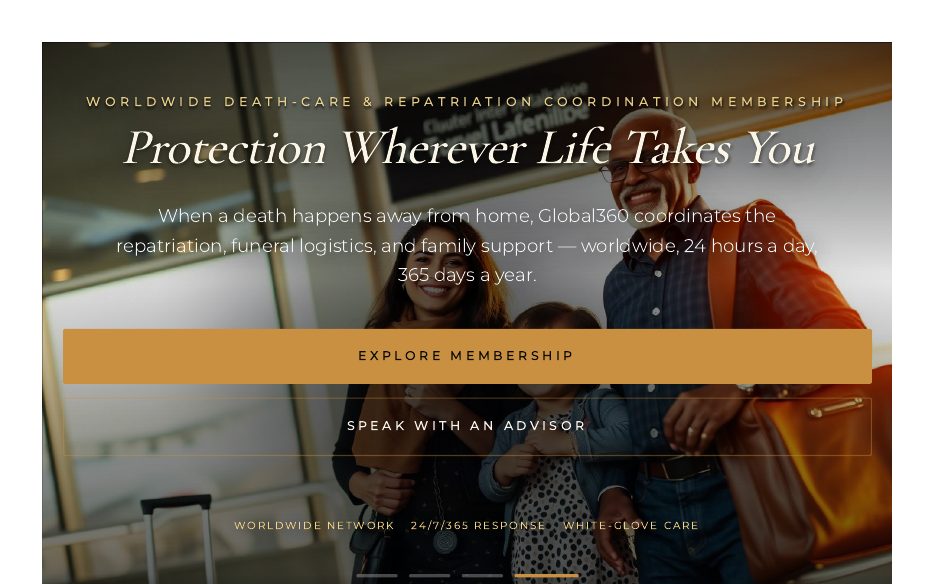 WORLDWIDE DEATH-CARE & REPATRIATION COORDINATION MEMBERSHIP
Protection Wherever Life Takes You
When a death happens away from home, Global360 coordinates the
repatriation, funeral logistics, and family support — worldwide, 24 hours a day,
365 days a year.
EXPLORE MEMBERSHIP
SPEAK WITH AN ADVISOR
WORLDWIDE NETWORK 24/7/365 RESPONSE WHITE-GLOVE CARE